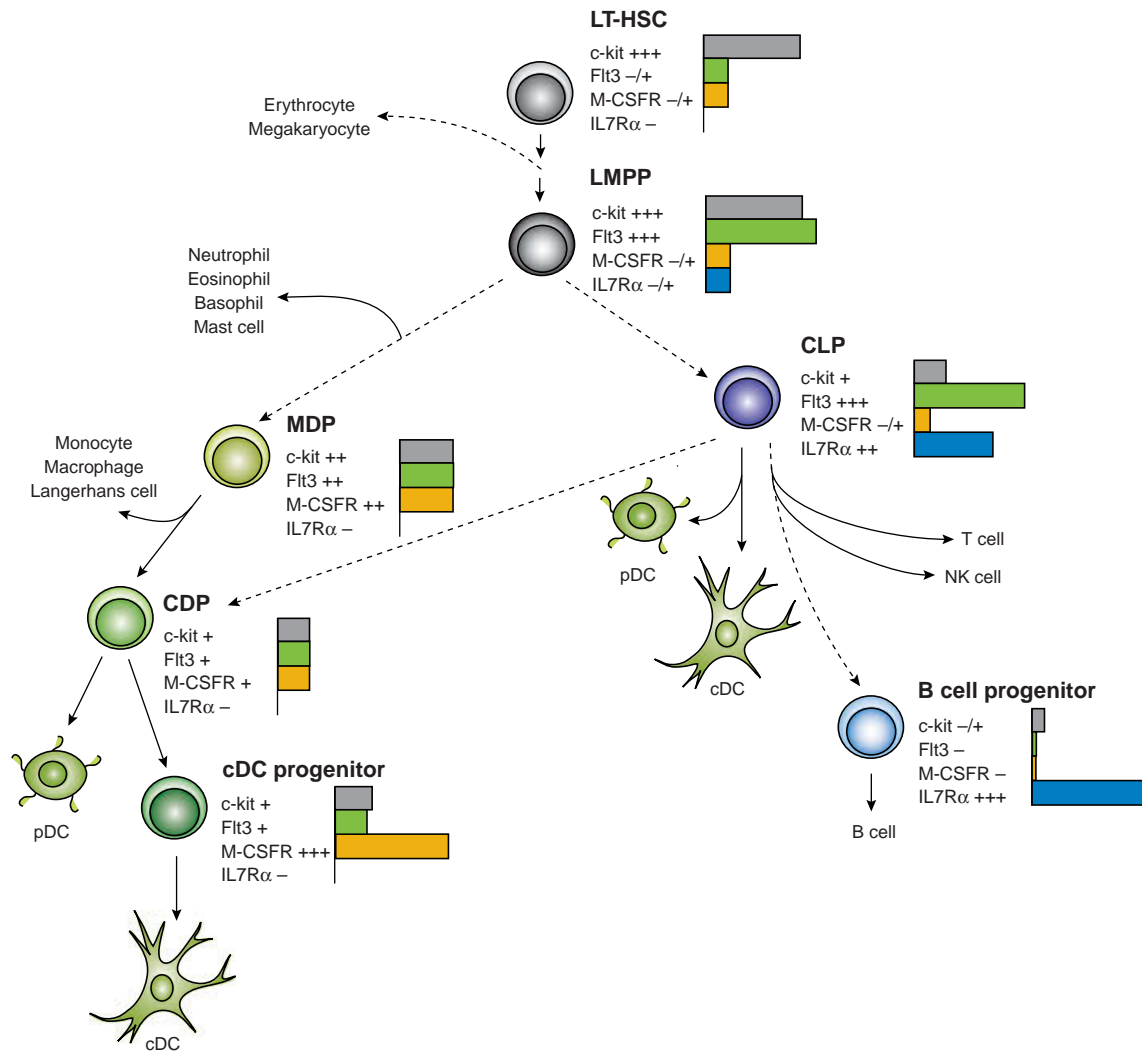 LT-HSC
c-kit +++
Flt3 –/+
M-CSFR –/+
IL7Rα –
Erythrocyte
Megakaryocyte
LMPP
c-kit +++
Flt3 +++
M-CSFR –/+
IL7Rα –/+
Neutrophil
Eosinophil
Basophil
Mast cell
CLP
c-kit +
Flt3 +++
M-CSFR –/+
IL7Rα ++
MDP
c-kit ++
Flt3 ++
M-CSFR ++
IL7Rα –
Monocyte
Macrophage
Langerhans cell
pDC
cDC
T cell
NK cell
CDP
c-kit +
Flt3 +
M-CSFR +
IL7Rα –
B cell progenitor
c-kit –/+
Flt3 –
M-CSFR –
IL7Rα +++
B cell
pDC
cDC progenitor
c-kit +
Flt3 +
M-CSFR +++
IL7Rα –
cDC